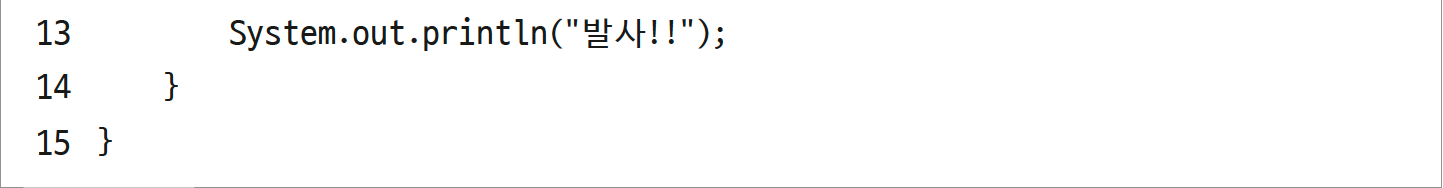 13        System.out.println("발사!!");
14    }
15 }